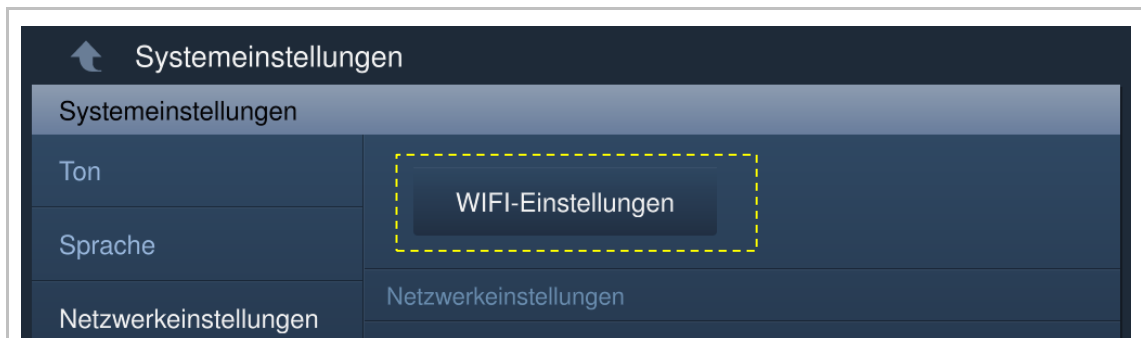 Systemeinstellungen
Systemeinstellungen
Ton
WIFI-Einstellungen
Sprache
Netzwerkeinstellungen
Netzwerkeinstellungen